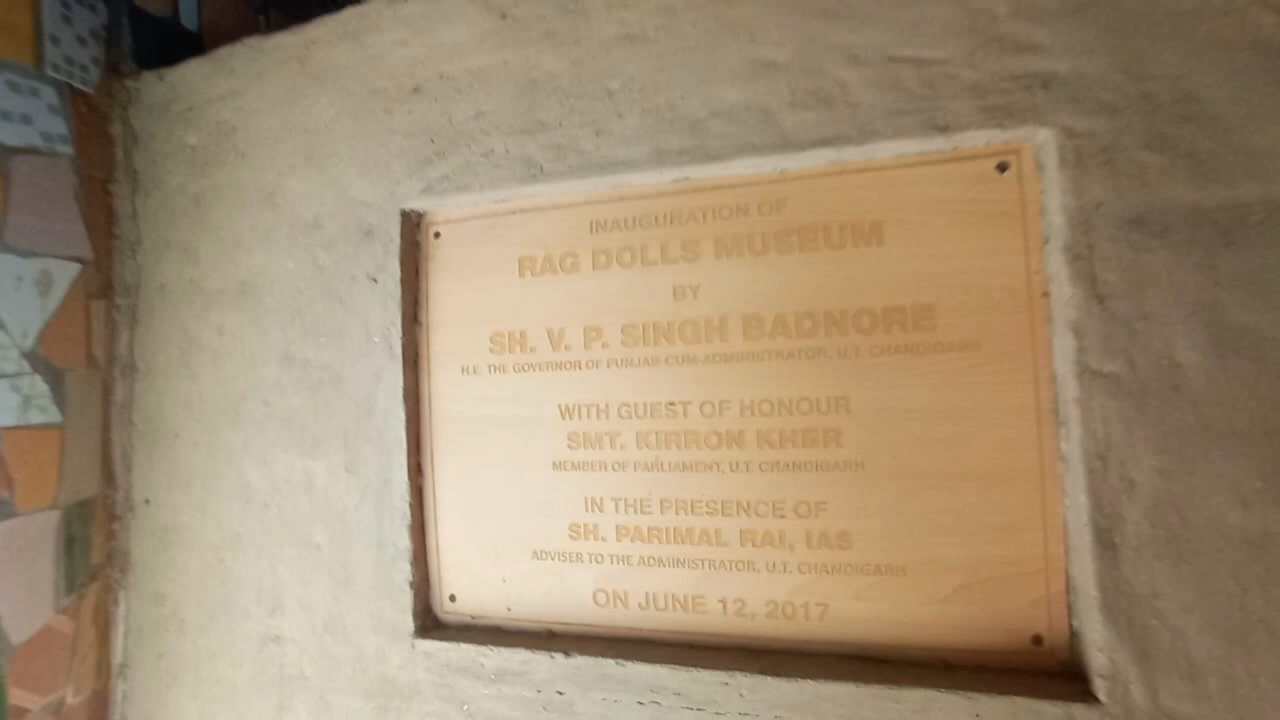 INAUGURATION OF
RAG DOLLS MUSEUM
BY
SH. V. P. SINGH BADNORE
H.E. THE GOVERNOR OF PUNJAB-CUM-ADMINISTRATOR, U.T. CHANDIGARH
WITH GUEST OF HONOUR
SMT. KIRRON KHER
MEMBER OF PARLIAMENT, U.T. CHANDIGARH
IN THE PRESENCE OF
SH. PARIMAL RAI, IAS
ADVISER TO THE ADMINISTRATOR, U.T. CHANDIGARH
ON JUNE 12, 2017